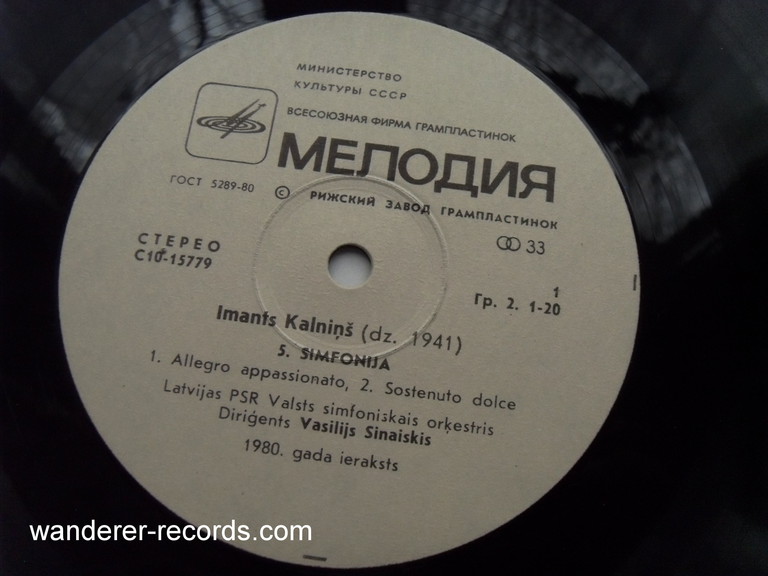 МИНИСТЕРСТВО
КУЛЬТУРЫ СССР
ВСЕСОЮЗНАЯ ФИРМА ГРАМПЛАСТИНОК
МЕЛОДИЯ
ГОСТ 5289-80 © РИЖСКИЙ ЗАВОД ГРАМПЛАСТИНОК
СТЕРЕО
33
С10-15779
1
Гр. 2. 1-20
Imants Kalniņš (dz. 1941)
5. SIMFONIJA
1. Allegro appassionato, 2. Sostenuto dolce
Latvijas PSR Valsts simfoniskais orķestris
Diriģents Vasilijs Sinaiskis
1980. gada ieraksts
wanderer-records.com